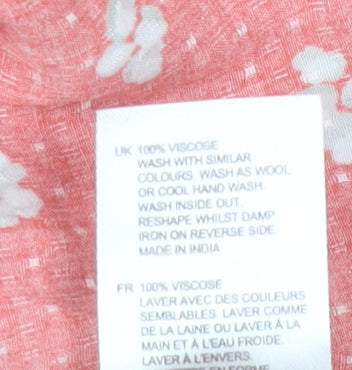 UK 100% VISCOSE
WASH WITH SIMILAR
COLOURS. WASH AS WOOL
OR COOL HAND WASH.
WASH INSIDE OUT.
RESHAPE WHILST DAMP
IRON ON REVERSE SIDE.
MADE IN INDIA
FR 100% VISCOSE
LAVER AVEC DES COULEURS
SEMBLABLES. LAVER COMME
DE LA LAINE OU LAVER À LA
MAIN ET À L'EAU FROIDE.
LAVER À L'ENVERS.
EN FORME